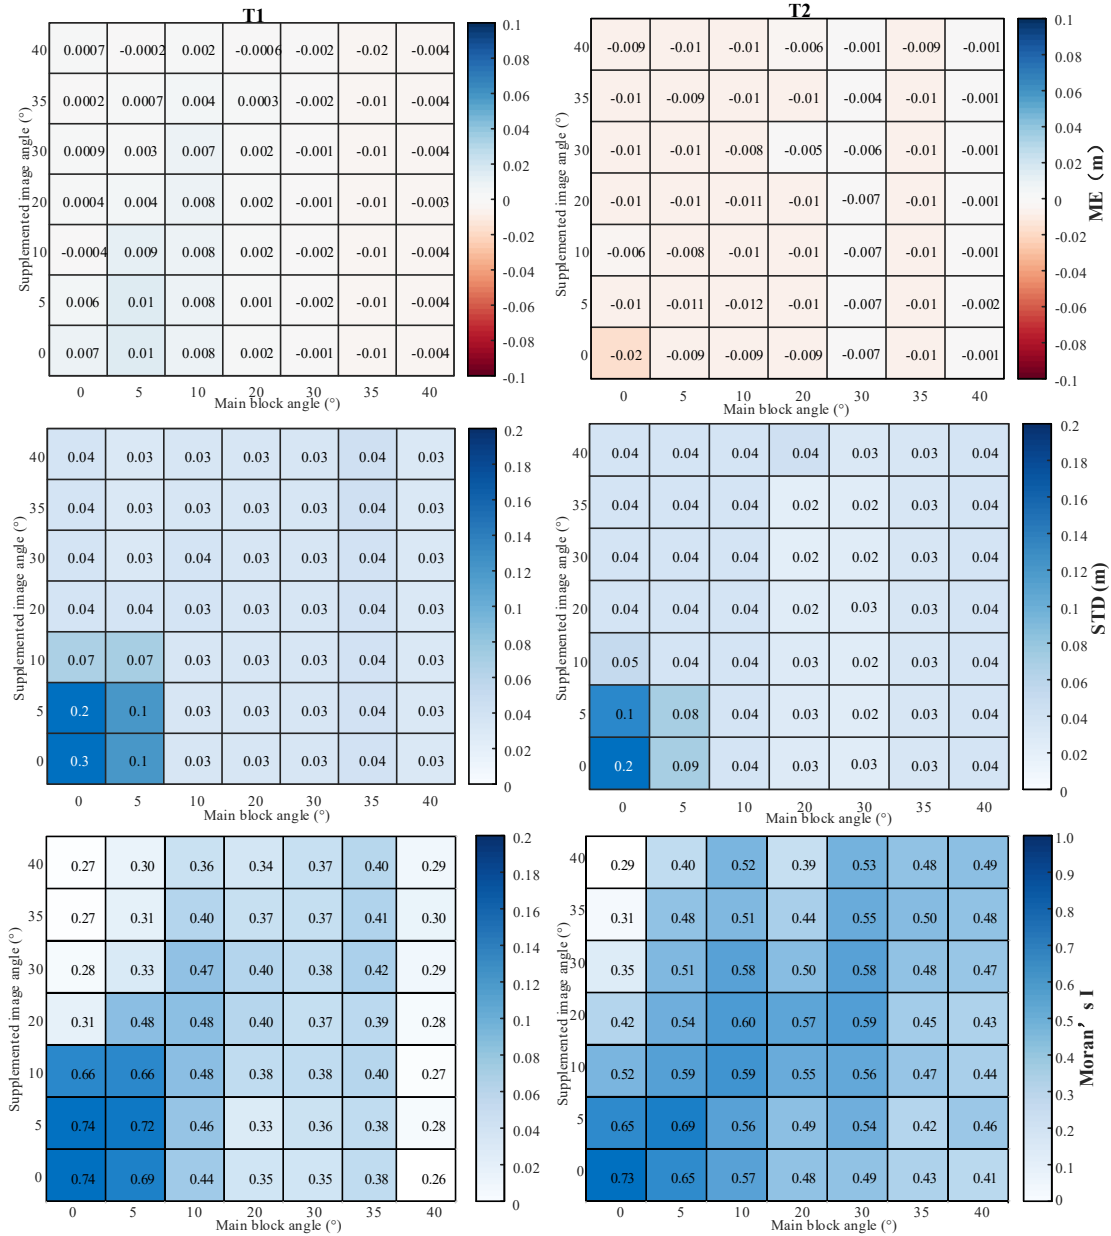 T1
T2
Supplemented image angle (°)
40 0.0007 -0.0002 0.002 -0.0006 -0.002 -0.02 -0.004
35 0.0002 0.0007 0.004 0.0003 -0.002 -0.01 -0.004
30 0.0009 0.003 0.007 0.002 -0.001 -0.01 -0.004
20 0.0004 0.004 0.008 0.002 -0.001 -0.01 -0.003
10 -0.0004 0.009 0.008 0.002 -0.002 -0.01 -0.004
5 0.006 0.01 0.008 0.001 -0.002 -0.01 -0.004
0 0.007 0.01 0.008 0.002 -0.001 -0.01 -0.004
0 5 10 20 30 35 40
Main block angle (°)
0.1
0.08
0.06
0.04
0.02
0
-0.02
-0.04
-0.06
-0.08
-0.1
Supplemented image angle (°)
40 -0.009 -0.01 -0.01 -0.006 -0.001 -0.009 -0.001
35 -0.01 -0.009 -0.01 -0.01 -0.004 -0.01 -0.001
30 -0.01 -0.01 -0.008 -0.005 -0.006 -0.01 -0.001
20 -0.01 -0.01 -0.011 -0.01 -0.007 -0.01 -0.001
10 -0.006 -0.008 -0.01 -0.01 -0.007 -0.01 -0.001
5 -0.01 -0.011 -0.012 -0.01 -0.007 -0.01 -0.002
0 -0.02 -0.009 -0.009 -0.009 -0.007 -0.01 -0.001
0 5 10 20 30 35 40
Main block angle (°)
0.1
0.08
0.06
0.04
0.02
0
-0.02
-0.04
-0.06
-0.08
-0.1
ME (m)
Supplemented image angle (°)
40 0.04 0.03 0.03 0.03 0.03 0.04 0.03
35 0.04 0.03 0.03 0.03 0.03 0.04 0.03
30 0.04 0.03 0.04 0.03 0.03 0.04 0.03
20 0.04 0.04 0.03 0.03 0.03 0.04 0.03
10 0.07 0.07 0.03 0.03 0.03 0.04 0.03
5 0.2 0.1 0.03 0.03 0.03 0.04 0.03
0 0.3 0.1 0.03 0.03 0.03 0.04 0.03
0 5 10 20 30 35 40
Main block angle (°)
0.2
0.18
0.16
0.14
0.12
0.1
0.08
0.06
0.04
0.02
0
Supplemented image angle (°)
40 0.04 0.04 0.04 0.04 0.03 0.03 0.04
35 0.04 0.04 0.04 0.02 0.02 0.04 0.04
30 0.04 0.04 0.04 0.02 0.02 0.04 0.04
20 0.04 0.04 0.04 0.02 0.03 0.03 0.04
10 0.05 0.04 0.04 0.03 0.02 0.03 0.04
5 0.1 0.08 0.04 0.03 0.02 0.03 0.04
0 0.2 0.09 0.04 0.03 0.03 0.03 0.04
0 5 10 20 30 35 40
Main block angle (°)
0.2
0.18
0.16
0.14
0.12
0.1
0.08
0.06
0.04
0.02
0
STD (m)
Supplemented image angle (°)
40 0.27 0.30 0.36 0.34 0.37 0.40 0.29
35 0.27 0.31 0.40 0.37 0.37 0.41 0.30
30 0.28 0.33 0.47 0.40 0.38 0.42 0.29
20 0.31 0.48 0.48 0.40 0.37 0.39 0.28
10 0.66 0.66 0.48 0.38 0.38 0.40 0.27
5 0.74 0.72 0.46 0.33 0.36 0.38 0.28
0 0.74 0.69 0.44 0.35 0.35 0.38 0.26
0 5 10 20 30 35 40
Main block angle (°)
0.2
0.18
0.16
0.14
0.12
0.1
0.08
0.06
0.04
0.02
0
Supplemented image angle (°)
40 0.29 0.40 0.52 0.39 0.53 0.48 0.49
35 0.31 0.48 0.51 0.44 0.55 0.50 0.48
30 0.35 0.51 0.58 0.50 0.58 0.48 0.47
20 0.42 0.54 0.60 0.57 0.59 0.45 0.43
10 0.52 0.59 0.59 0.55 0.56 0.47 0.44
5 0.65 0.69 0.56 0.49 0.54 0.42 0.46
0 0.73 0.65 0.57 0.48 0.49 0.43 0.41
0 5 10 20 30 35 40
Main block angle (°)
1.0
0.9
0.8
0.7
0.6
0.5
0.4
0.3
0.2
0.1
0
Moran's I